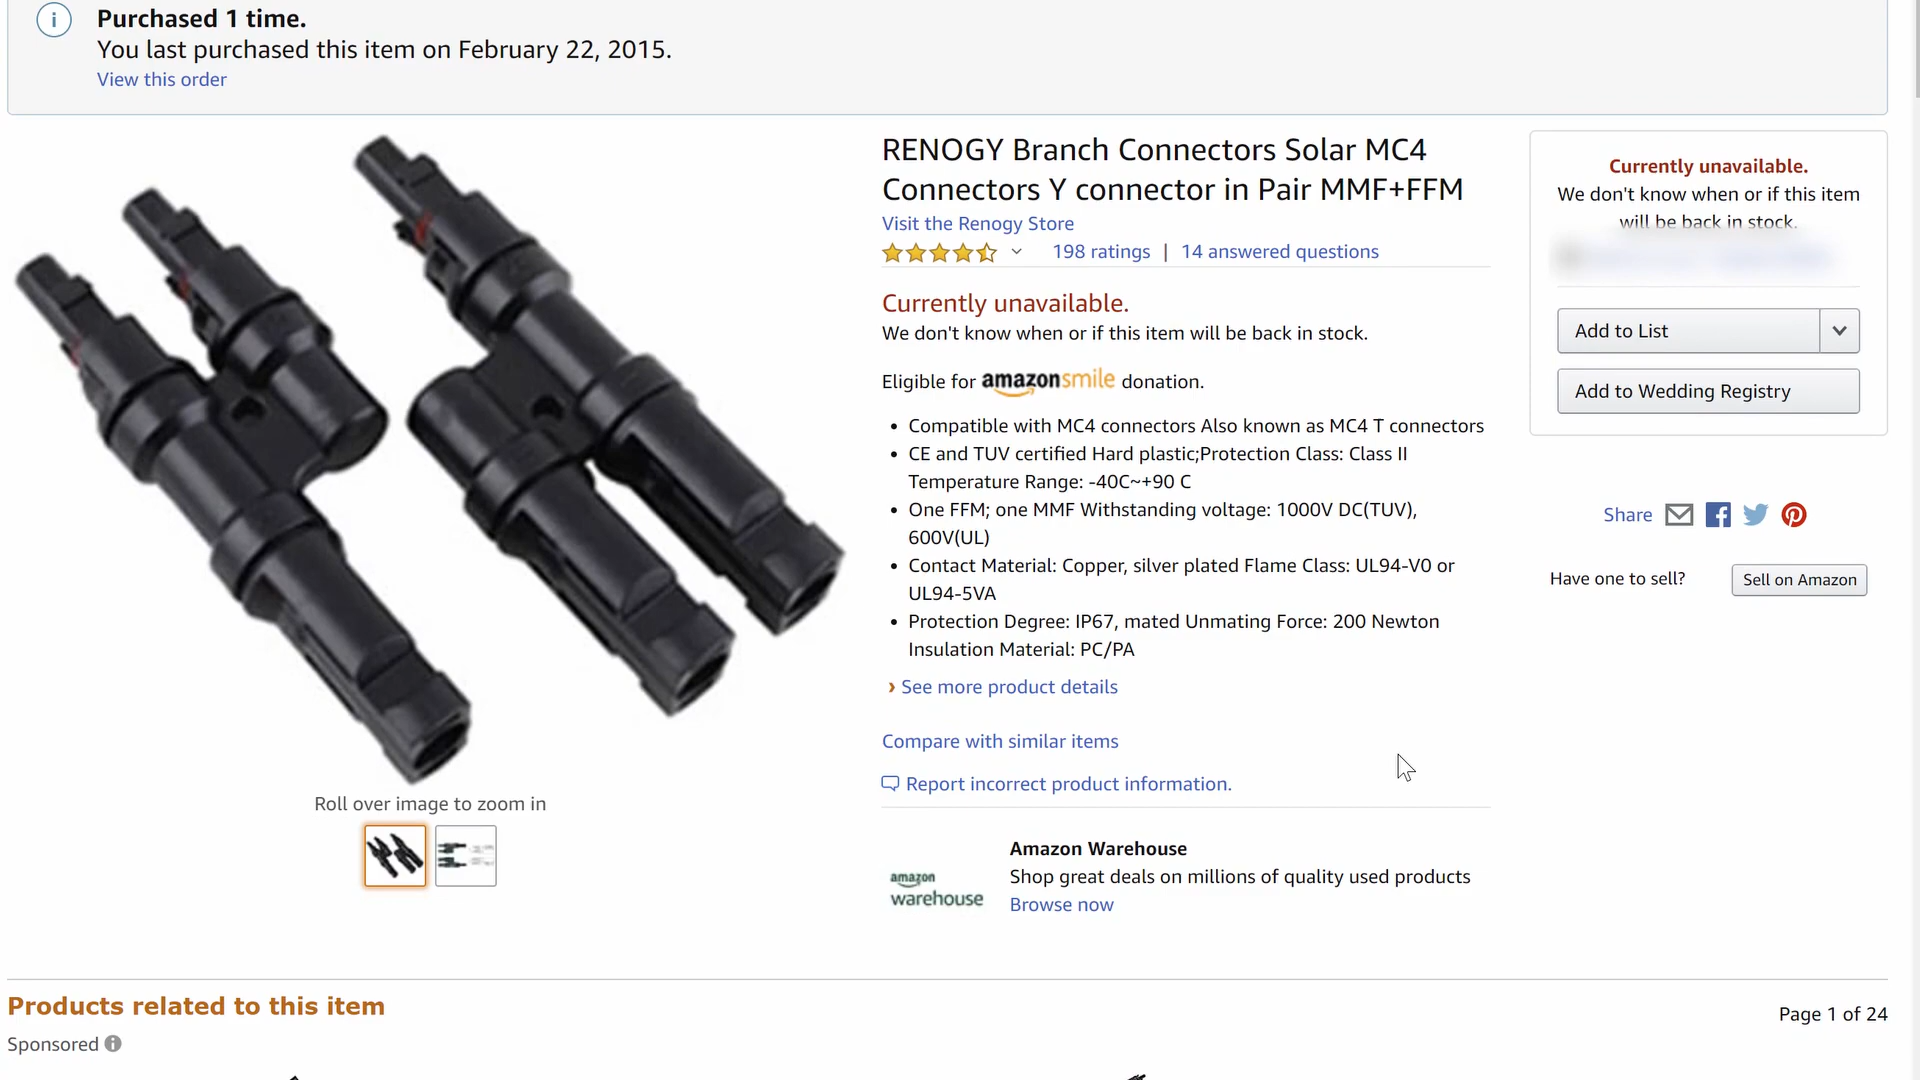 Purchased 1 time.
You last purchased this item on February 22, 2015.
View this order
RENOGY Branch Connectors Solar MC4
Connectors Y connector in Pair MMF+FFM
Visit the Renogy Store
198 ratings | 14 answered questions
Currently unavailable.
We don't know when or if this item will be back in stock.
Eligible for amazonsmile donation.
• Compatible with MC4 connectors Also known as MC4 T connectors
• CE and TUV certified Hard plastic;Protection Class: Class II
Temperature Range: -40C~+90 C
• One FFM; one MMF Withstanding voltage: 1000V DC(TUV),
600V(UL)
• Contact Material: Copper, silver plated Flame Class: UL94-V0 or
UL94-5VA
• Protection Degree: IP67, mated Unmating Force: 200 Newton
Insulation Material: PC/PA
› See more product details
Compare with similar items
Report incorrect product information.
Roll over image to zoom in
amazon
warehouse
Amazon Warehouse
Shop great deals on millions of quality used products
Browse now
Currently unavailable.
We don't know when or if this item
will be back in stock.
Add to List
Add to Wedding Registry
Share
Have one to sell?
Sell on Amazon
Products related to this item
Page 1 of 24
Sponsored